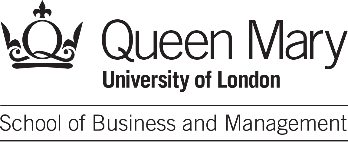 Queen Mary
University of London
School of Business and Management